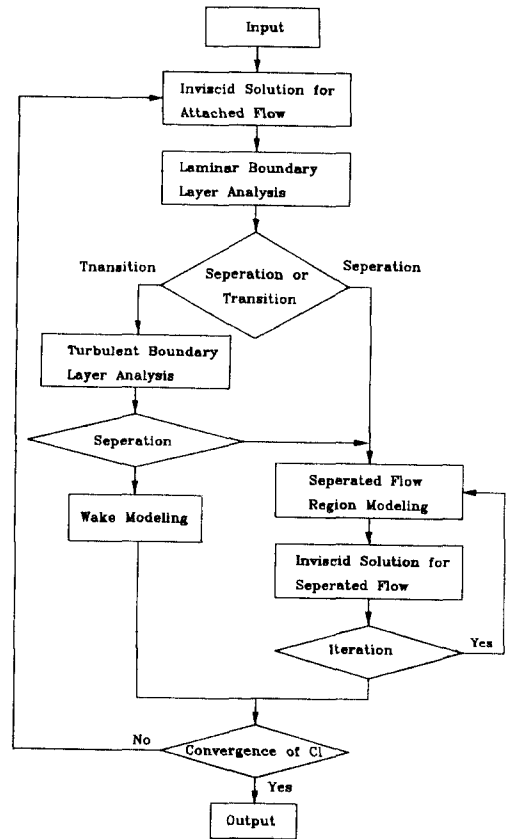 Input
Inviscid Solution for
Attached Flow
Laminar Boundary
Layer Analysis
Tnansition
Seperation or
Transition
Seperation
Turbulent Boundary
Layer Analysis
Seperation
Seperated Flow
Region Modeling
Wake Modeling
Inviscid Solution for
Seperated Flow
Iteration
Yes
No
Convergence of Cl
Yes
Output